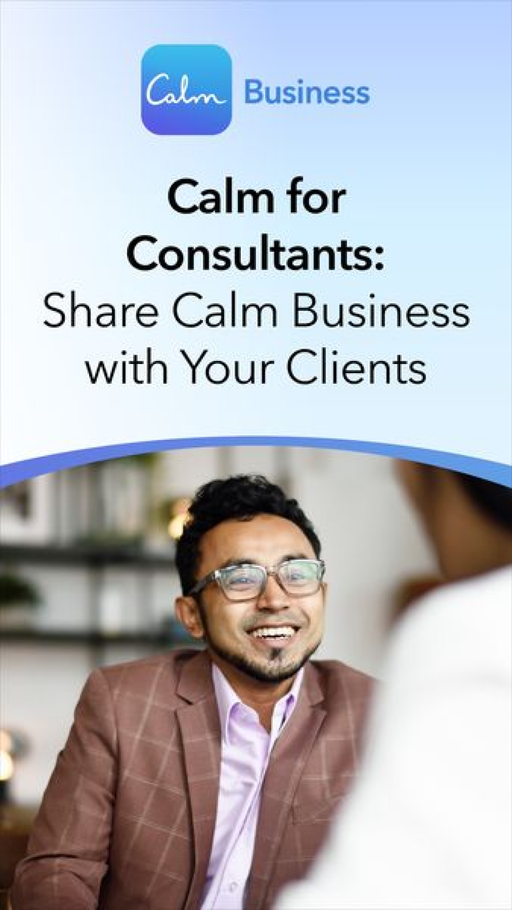 Calm Business
Calm for
Consultants:
Share Calm Business
with Your Clients